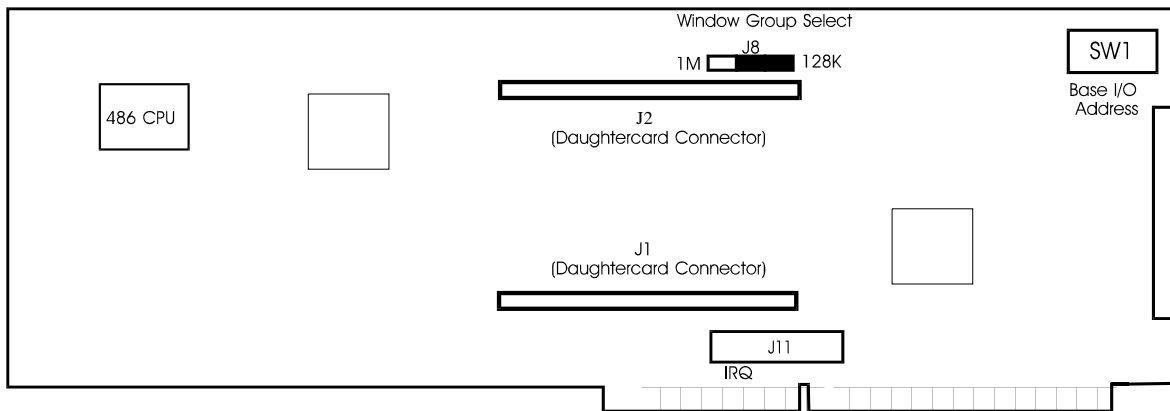 Window Group Select
J8
1M
128K
SW1
Base I/O
Address
486 CPU
J2
(Daughtercard Connector)
J1
(Daughtercard Connector)
J11
IRQ